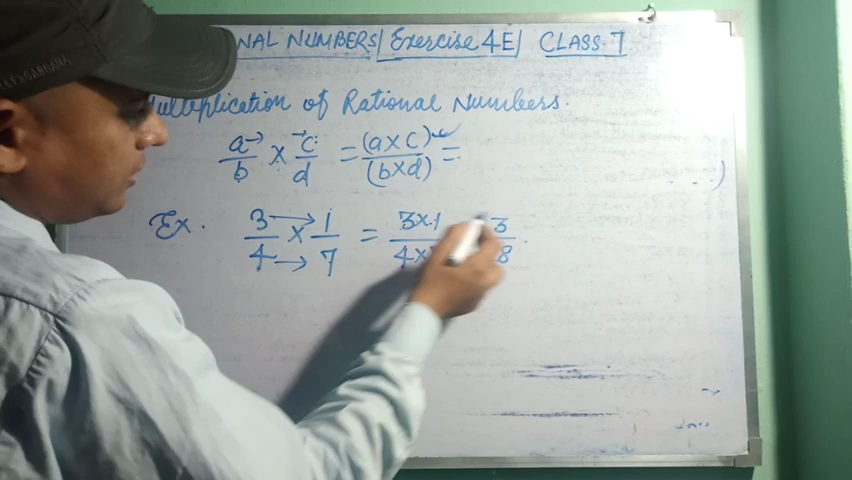 NAL NUMBERS | Exercise 4E | CLASS-7
Multiplication of Rational Numbers.
a/b × c/d = (a×c)/(b×d) =
Ex. 3/4 × 1/7 = 3×1/4× 3/8